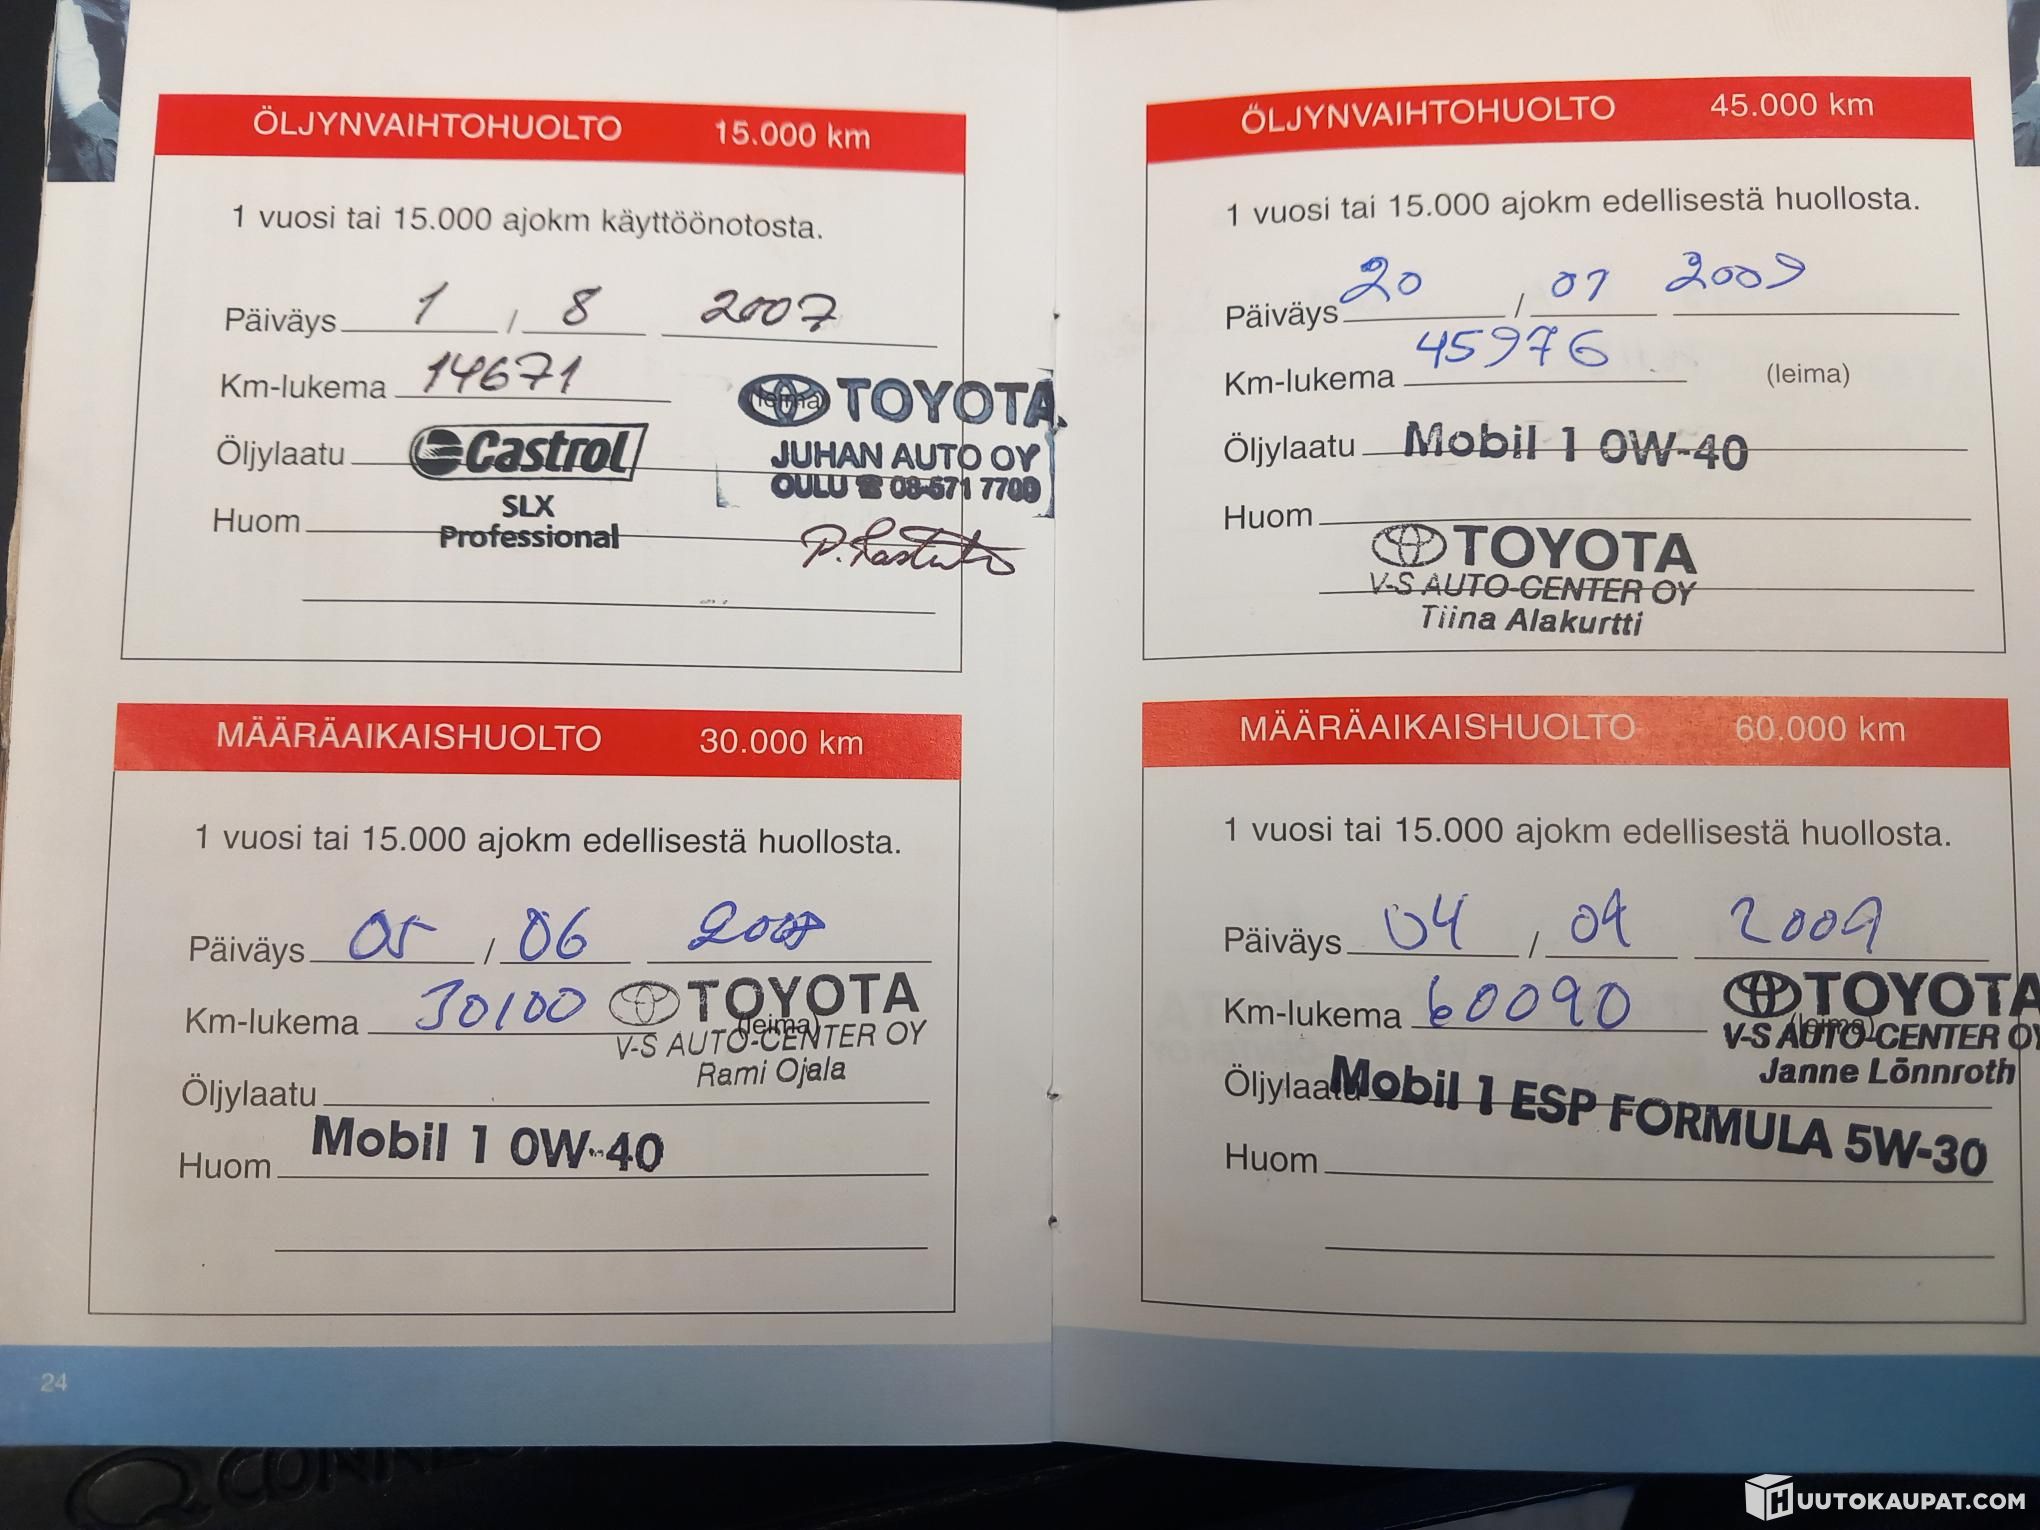 ÖLJYNVAIHTOHUOLTO 15.000 km
1 vuosi tai 15.000 ajokm käyttöönotosta.
Päiväys 1 / 8 2007
Km-lukema 14671
(leima)
TOYOTA
JUHAN AUTO OY
OULU ☎ 08-571 7700
Öljylaatu Castrol
SLX
Huom Professional
MÄÄRÄAIKAISHUOLTO 30.000 km
1 vuosi tai 15.000 ajokm edellisestä huollosta.
Päiväys 05 / 06 2008
Km-lukema 30100
(leima)
TOYOTA
V-S AUTO-CENTER OY
Rami Ojala
Öljylaatu
Mobil 1 0W-40
Huom
24
ÖLJYNVAIHTOHUOLTO 45.000 km
1 vuosi tai 15.000 ajokm edellisestä huollosta.
Päiväys 20 / 01 2009
Km-lukema 45976 (leima)
Öljylaatu Mobil 1 0W-40
Huom
TOYOTA
V-S AUTO-CENTER OY
Tiina Alakurtti
MÄÄRÄAIKAISHUOLTO 60.000 km
1 vuosi tai 15.000 ajokm edellisestä huollosta.
Päiväys 04 / 09 2009
Km-lukema 60090
(leima)
TOYOTA
V-S AUTO-CENTER OY
Janne Lönnroth
Öljylaatu Mobil 1 ESP FORMULA 5W-30
Huom
HUUTOKAUPAT.COM